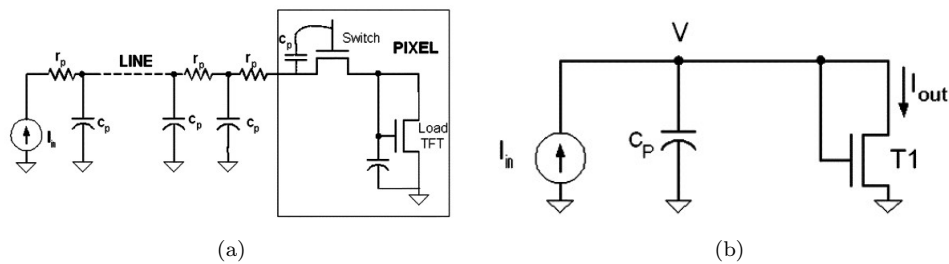 Switch
c_p
PIXEL
r_p
LINE
r_p
r_p
I_in
c_p
c_p
c_p
Load
TFT
(a)
V
I_in
C_P
I_out
T1
(b)